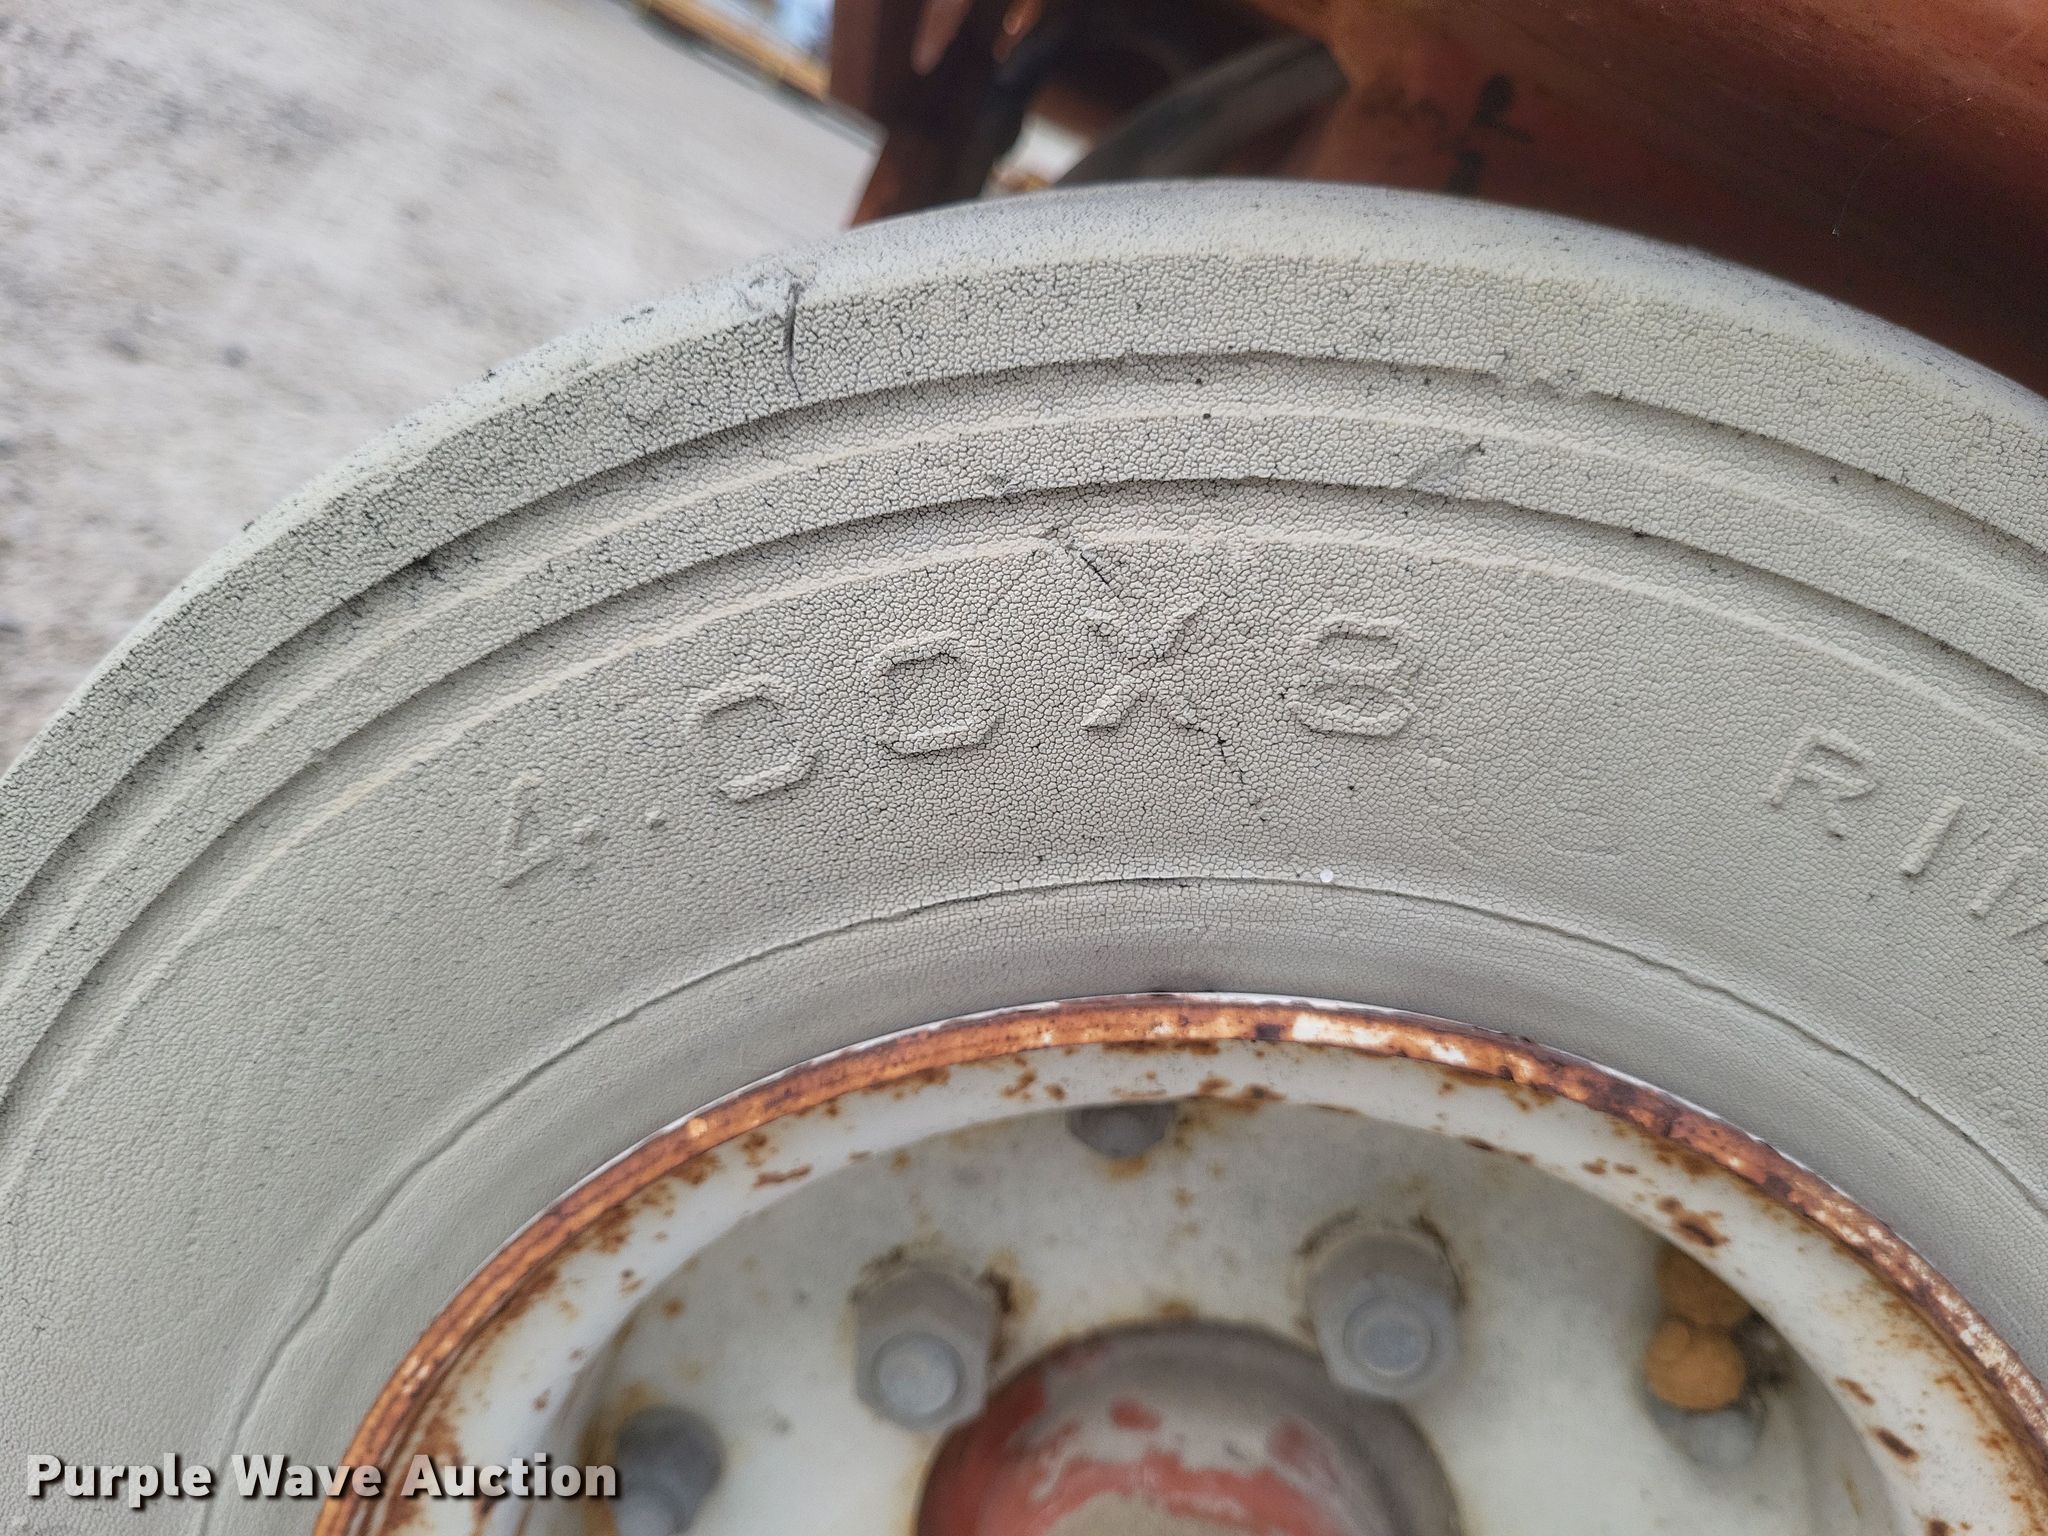 4.00X8 RIM
Purple Wave Auction